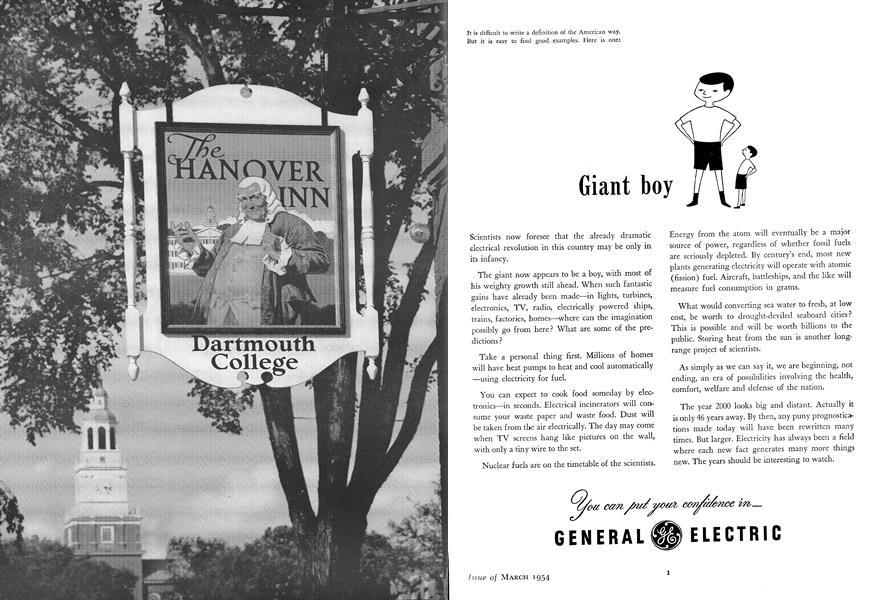 The
HANOVER
INN
Dartmouth
College
It is difficult to write a definition of the American way.
But it is easy to find good examples. Here is one:
Giant boy
Scientists now foresee that the already dramatic
electrical revolution in this country may be only in
its infancy.
The giant now appears to be a boy, with most of
his weighty growth still ahead. When such fantastic
gains have already been made—in lights, turbines,
electronics, TV, radio, electrically powered ships,
trains, factories, homes—where can the imagination
possibly go from here? What are some of the pre-
dictions?
Take a personal thing first. Millions of homes
will have heat pumps to heat and cool automatically
—using electricity for fuel.
You can expect to cook food someday by elec-
tronics—in seconds. Electrical incinerators will con-
sume your waste paper and waste food. Dust will
be taken from the air electrically. The day may come
when TV screens hang like pictures on the wall,
with only a tiny wire to the set.
Nuclear fuels are on the timetable of the scientists.
Energy from the atom will eventually be a major
source of power, regardless of whether fossil fuels
are seriously depleted. By century's end, most new
plants generating electricity will operate with atomic
(fission) fuel. Aircraft, battleships, and the like will
measure fuel consumption in grams.
What would converting sea water to fresh, at low
cost, be worth to drought-deviled seaboard cities?
This is possible and will be worth billions to the
public. Storing heat from the sun is another long-
range project of scientists.
As simply as we can say it, we are beginning, not
ending, an era of possibilities involving the health,
comfort, welfare and defense of the nation.
The year 2000 looks big and distant. Actually it
is only 46 years away. By then, any puny prognostica-
tions made today will have been rewritten many
times. But larger. Electricity has always been a field
where each new fact generates many more things
new. The years should be interesting to watch.
You can put your confidence in—
GENERAL GE ELECTRIC
Issue of MARCH 1954
1